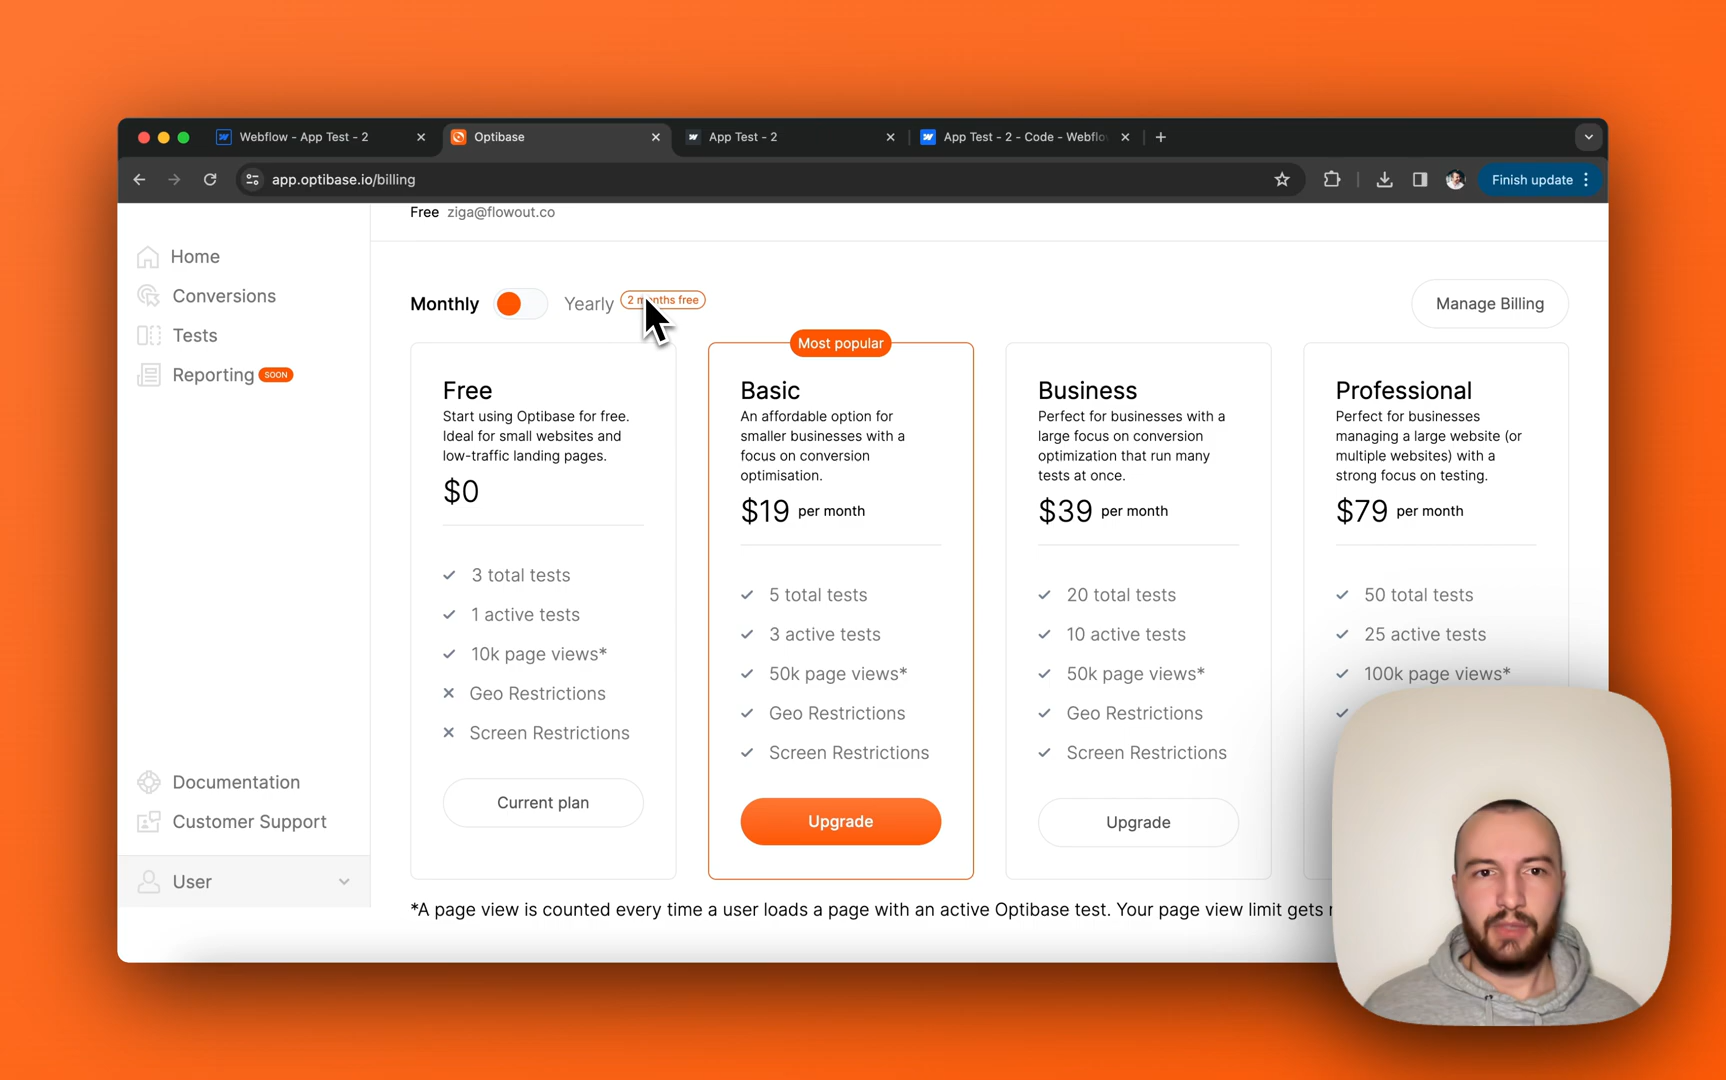 Webflow - App Test - 2
Optibase
App Test - 2
App Test - 2 - Code - Webflo
app.optibase.io/billing
Finish update
Free ziga@flowout.co
Home
Conversions
Tests
Reporting SOON
Documentation
Customer Support
User
Monthly
Yearly
2 months free
Manage Billing
Free
Start using Optibase for free.
Ideal for small websites and
low-traffic landing pages.
$0
3 total tests
1 active tests
10k page views*
Geo Restrictions
Screen Restrictions
Current plan
Most popular
Basic
An affordable option for
smaller businesses with a
focus on conversion
optimisation.
$19 per month
5 total tests
3 active tests
50k page views*
Geo Restrictions
Screen Restrictions
Upgrade
Business
Perfect for businesses with a
large focus on conversion
optimization that run many
tests at once.
$39 per month
20 total tests
10 active tests
50k page views*
Geo Restrictions
Screen Restrictions
Upgrade
Professional
Perfect for businesses
managing a large website (or
multiple websites) with a
strong focus on testing.
$79 per month
50 total tests
25 active tests
100k page views*
*A page view is counted every time a user loads a page with an active Optibase test. Your page view limit gets